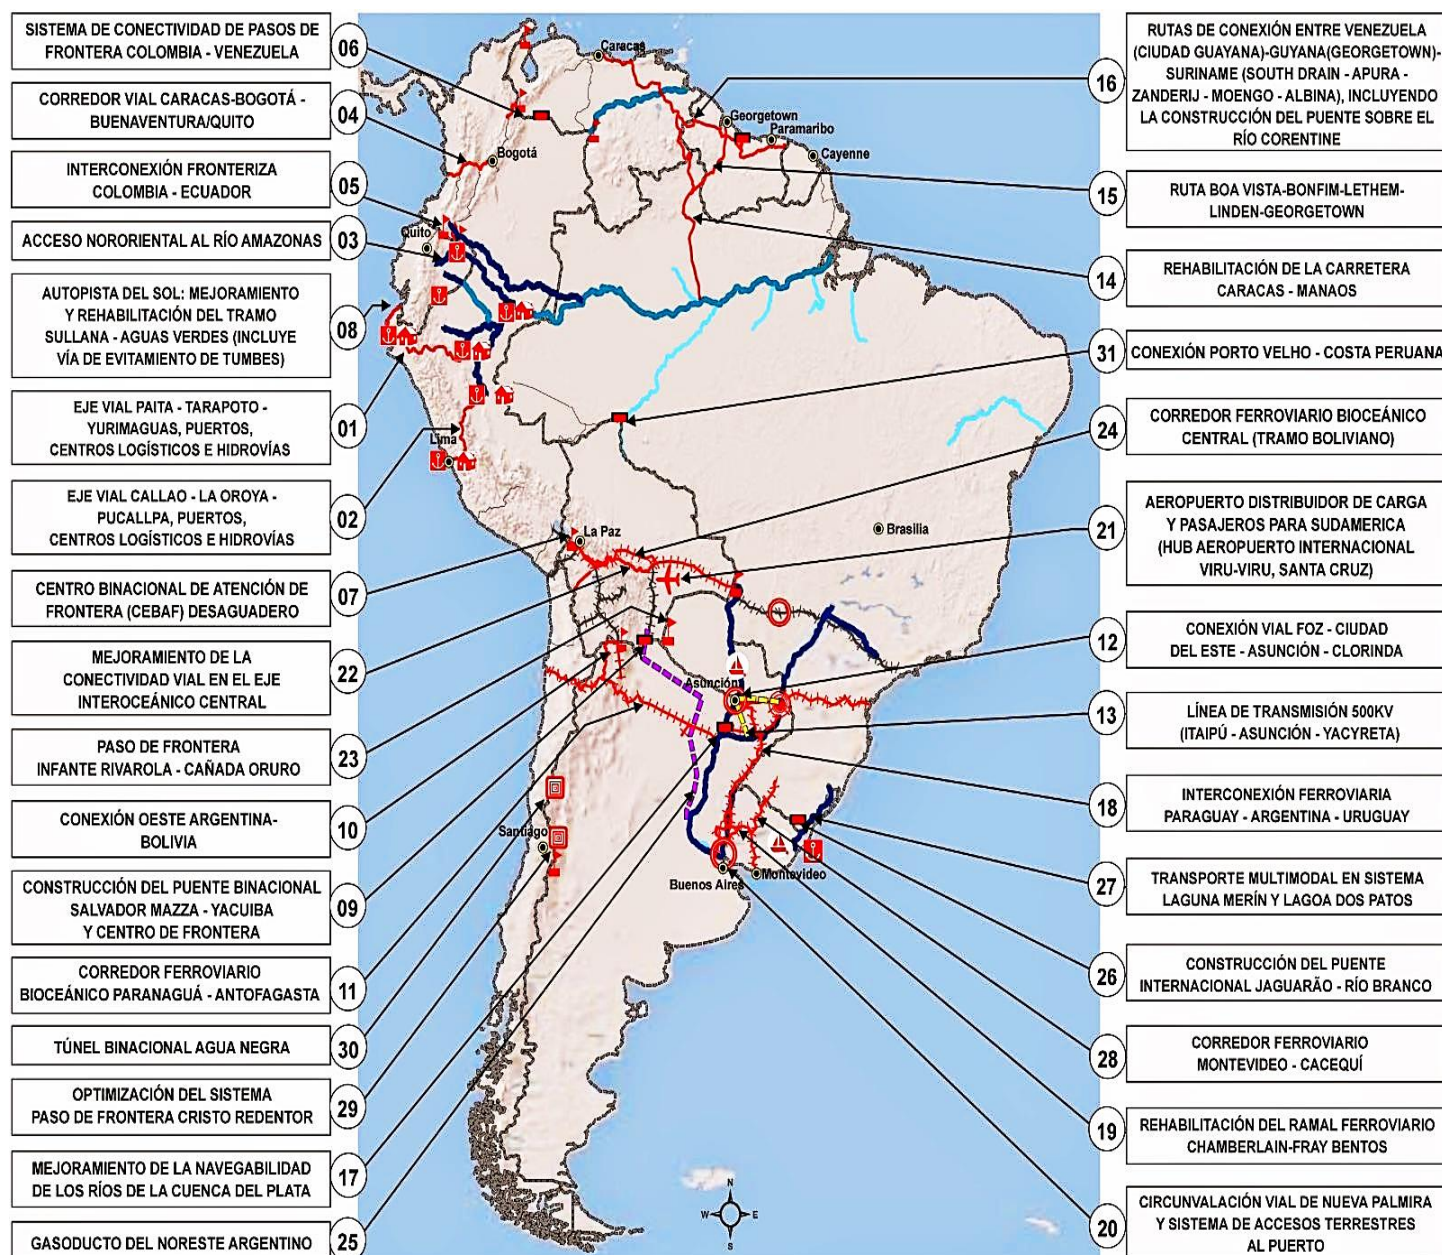 SISTEMA DE CONECTIVIDAD DE PASOS DE
FRONTERA COLOMBIA - VENEZUELA
06
CORREDOR VIAL CARACAS-BOGOTÁ -
BUENAVENTURA/QUITO
04
INTERCONEXIÓN FRONTERIZA
COLOMBIA - ECUADOR
05
ACCESO NORORIENTAL AL RÍO AMAZONAS
03
AUTOPISTA DEL SOL: MEJORAMIENTO
Y REHABILITACIÓN DEL TRAMO
SULLANA - AGUAS VERDES (INCLUYE
VÍA DE EVITAMIENTO DE TUMBES)
08
EJE VIAL PAITA - TARAPOTO -
YURIMAGUAS, PUERTOS,
CENTROS LOGÍSTICOS E HIDROVÍAS
01
EJE VIAL CALLAO - LA OROYA -
PUCALLPA, PUERTOS,
CENTROS LOGÍSTICOS E HIDROVÍAS
02
CENTRO BINACIONAL DE ATENCIÓN DE
FRONTERA (CEBAF) DESAGUADERO
07
MEJORAMIENTO DE LA
CONECTIVIDAD VIAL EN EL EJE
INTEROCEÁNICO CENTRAL
22
PASO DE FRONTERA
INFANTE RIVAROLA - CAÑADA ORURO
23
CONEXIÓN OESTE ARGENTINA-
BOLIVIA
10
CONSTRUCCIÓN DEL PUENTE BINACIONAL
SALVADOR MAZZA - YACUIBA
Y CENTRO DE FRONTERA
09
CORREDOR FERROVIARIO
BIOCEÁNICO PARANAGUÁ - ANTOFAGASTA
11
TÚNEL BINACIONAL AGUA NEGRA
30
OPTIMIZACIÓN DEL SISTEMA
PASO DE FRONTERA CRISTO REDENTOR
29
MEJORAMIENTO DE LA NAVEGABILIDAD
DE LOS RÍOS DE LA CUENCA DEL PLATA
17
GASODUCTO DEL NORESTE ARGENTINO
25
Caracas
Georgetown
Paramaribo
Cayenne
Bogotá
Quito
Lima
La Paz
Brasilia
Asunción
Santiago
Buenos Aires
Montevideo
N
W
E
S
16
RUTAS DE CONEXIÓN ENTRE VENEZUELA
(CIUDAD GUAYANA)-GUYANA(GEORGETOWN)-
SURINAME (SOUTH DRAIN - APURA -
ZANDERIJ - MOENGO - ALBINA), INCLUYENDO
LA CONSTRUCCIÓN DEL PUENTE SOBRE EL
RÍO CORENTINE
15
RUTA BOA VISTA-BONFIM-LETHEM-
LINDEN-GEORGETOWN
14
REHABILITACIÓN DE LA CARRETERA
CARACAS - MANAOS
31
CONEXIÓN PORTO VELHO - COSTA PERUANA
24
CORREDOR FERROVIARIO BIOCEÁNICO
CENTRAL (TRAMO BOLIVIANO)
21
AEROPUERTO DISTRIBUIDOR DE CARGA
Y PASAJEROS PARA SUDAMERICA
(HUB AEROPUERTO INTERNACIONAL
VIRU-VIRU, SANTA CRUZ)
12
CONEXIÓN VIAL FOZ - CIUDAD
DEL ESTE - ASUNCIÓN - CLORINDA
13
LÍNEA DE TRANSMISIÓN 500KV
(ITAIPÚ - ASUNCIÓN - YACYRETA)
18
INTERCONEXIÓN FERROVIARIA
PARAGUAY - ARGENTINA - URUGUAY
27
TRANSPORTE MULTIMODAL EN SISTEMA
LAGUNA MERÍN Y LAGOA DOS PATOS
26
CONSTRUCCIÓN DEL PUENTE
INTERNACIONAL JAGUARÃO - RÍO BRANCO
28
CORREDOR FERROVIARIO
MONTEVIDEO - CACEQUÍ
19
REHABILITACIÓN DEL RAMAL FERROVIARIO
CHAMBERLAIN-FRAY BENTOS
20
CIRCUNVALACIÓN VIAL DE NUEVA PALMIRA
Y SISTEMA DE ACCESOS TERRESTRES
AL PUERTO